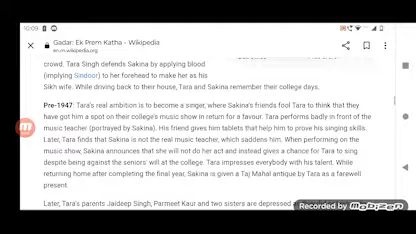 10:09
Gadar: Ek Prem Katha - Wikipedia
en.m.wikipedia.org
crowd. Tara Singh defends Sakina by applying blood
(implying Sindoor) to her forehead to make her as his
Sikh wife. While driving back to their house, Tara and Sakina remember their college days.
Pre-1947: Tara's real ambition is to become a singer, where Sakina's friends fool Tara to think that they
have got him a spot on their college's music show in return for a favour. Tara performs badly in front of the
music teacher (portrayed by Sakina). His friend gives him tablets that help him to prove his singing skills.
Later, Tara finds that Sakina is not the real music teacher, which saddens him. When performing on the
music show, Sakina announces that she will not do her act and instead gives a chance for Tara to sing
despite being against the seniors' will at the college. Tara impresses everybody with his talent. While
returning home after completing the final year, Sakina is given a Taj Mahal antique by Tara as a farewell
present.
Later, Tara's parents Jaideep Singh, Parmeet Kaur and two sisters are depressed a
Recorded by
Mobizen